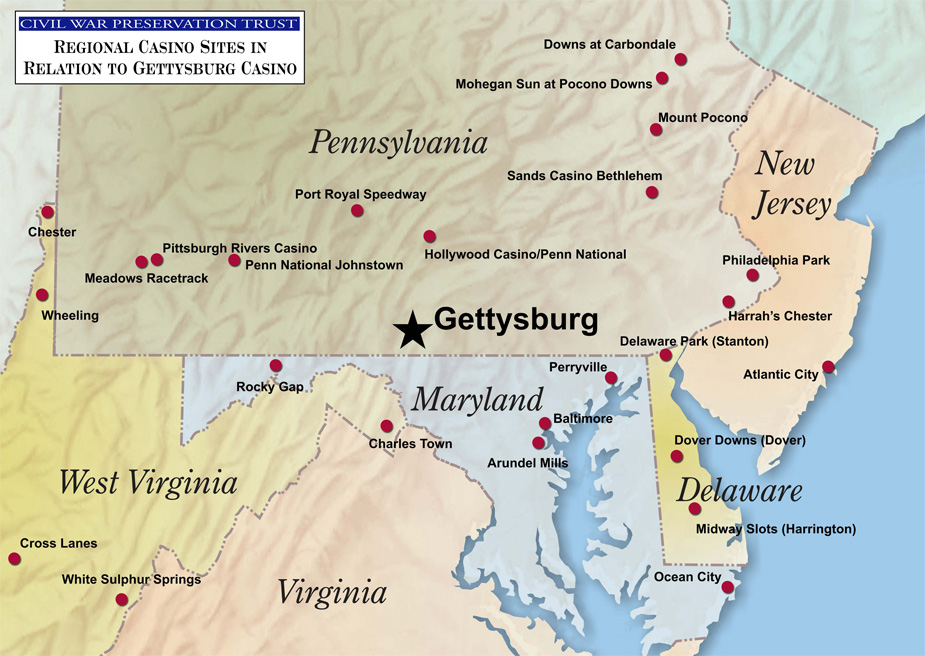 CIVIL WAR PRESERVATION TRUST
REGIONAL CASINO SITES IN
RELATION TO GETTYSBURG CASINO
Downs at Carbondale
Mohegan Sun at Pocono Downs
Mount Pocono
Pennsylvania
New
Jersey
Sands Casino Bethlehem
Port Royal Speedway
Chester
Pittsburgh Rivers Casino
Hollywood Casino/Penn National
Penn National Johnstown
Philadelphia Park
Meadows Racetrack
Wheeling
Gettysburg
Harrah's Chester
Delaware Park (Stanton)
Perryville
Atlantic City
Rocky Gap
Maryland
Baltimore
Charles Town
Dover Downs (Dover)
Arundel Mills
West Virginia
Delaware
Midway Slots (Harrington)
Cross Lanes
White Sulphur Springs
Ocean City
Virginia